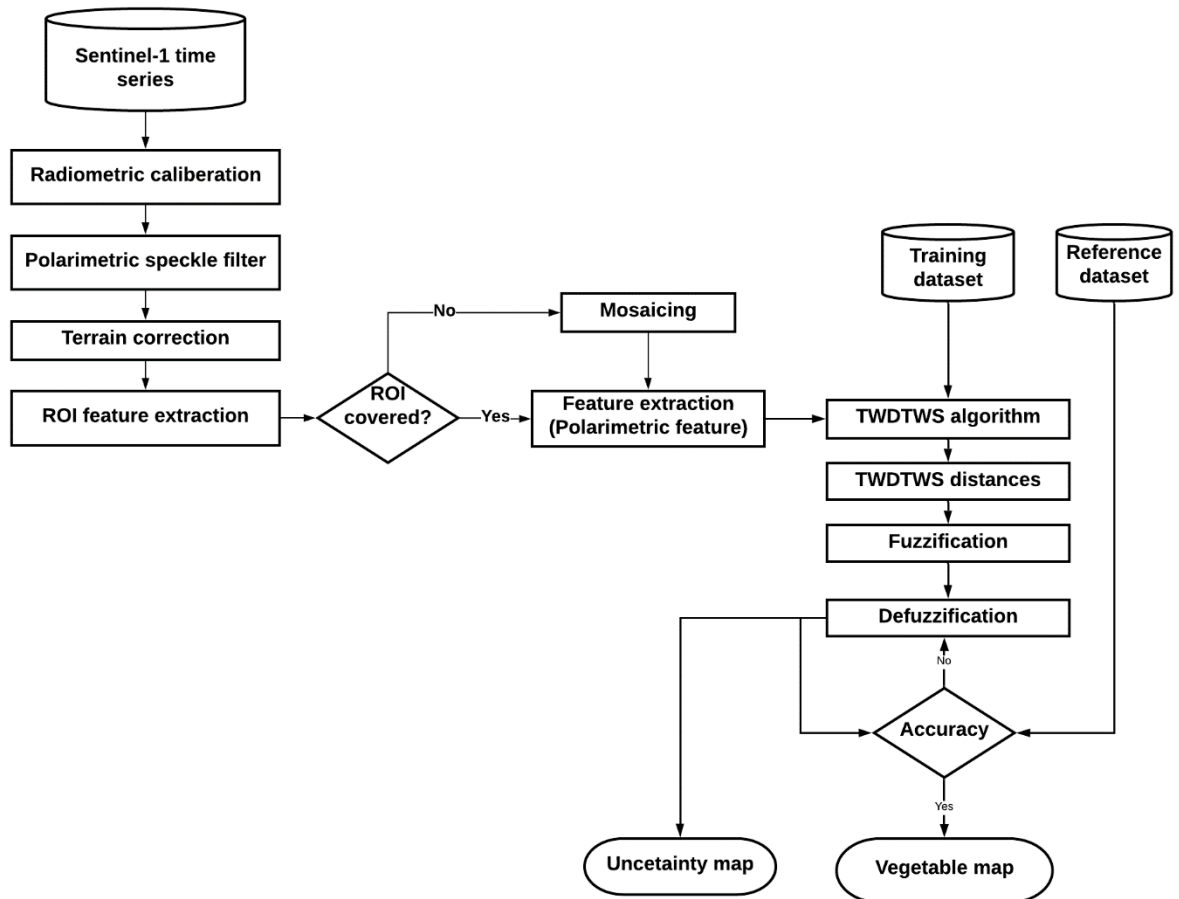 Sentinel-1 time
series
Radiometric caliberation
Polarimetric speckle filter
Terrain correction
ROI feature extraction
ROI
covered?
No
Yes
Mosaicing
Feature extraction
(Polarimetric feature)
Training
dataset
Reference
dataset
TWDTWS algorithm
TWDTWS distances
Fuzzification
Defuzzification
No
Accuracy
Yes
Uncetainty map
Vegetable map